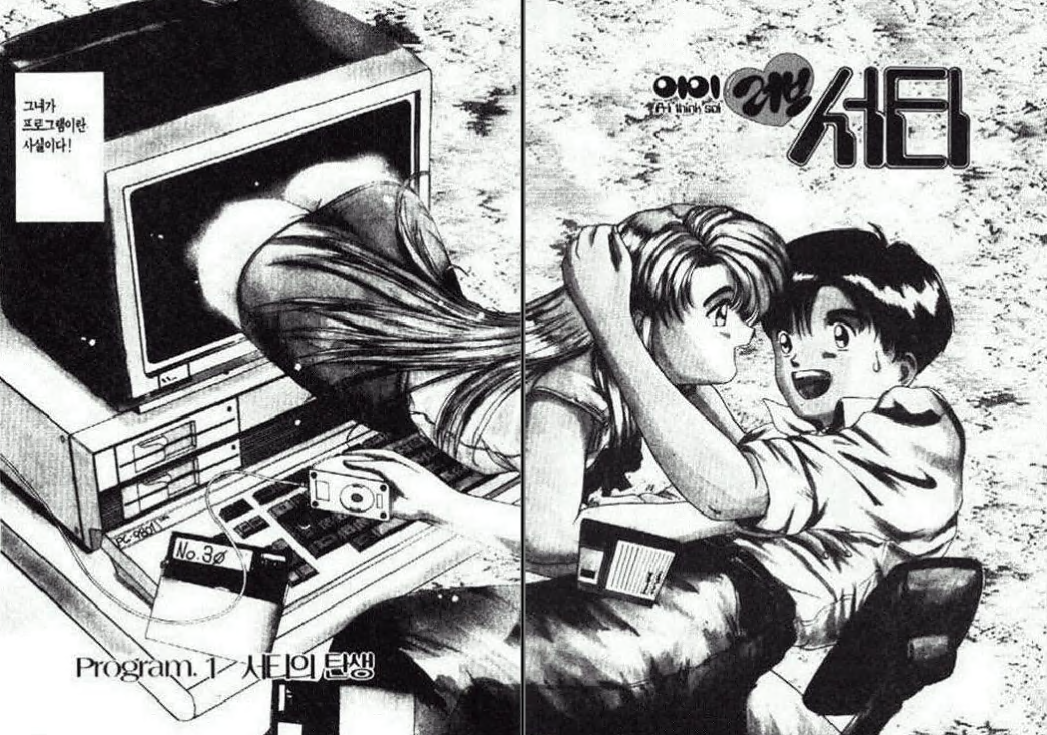 그녀가
프로그램이란
사실이다!
아이 러브 서티
(A·I think so!)
PC-9801
No.30
Program. 1 서티의 탄생